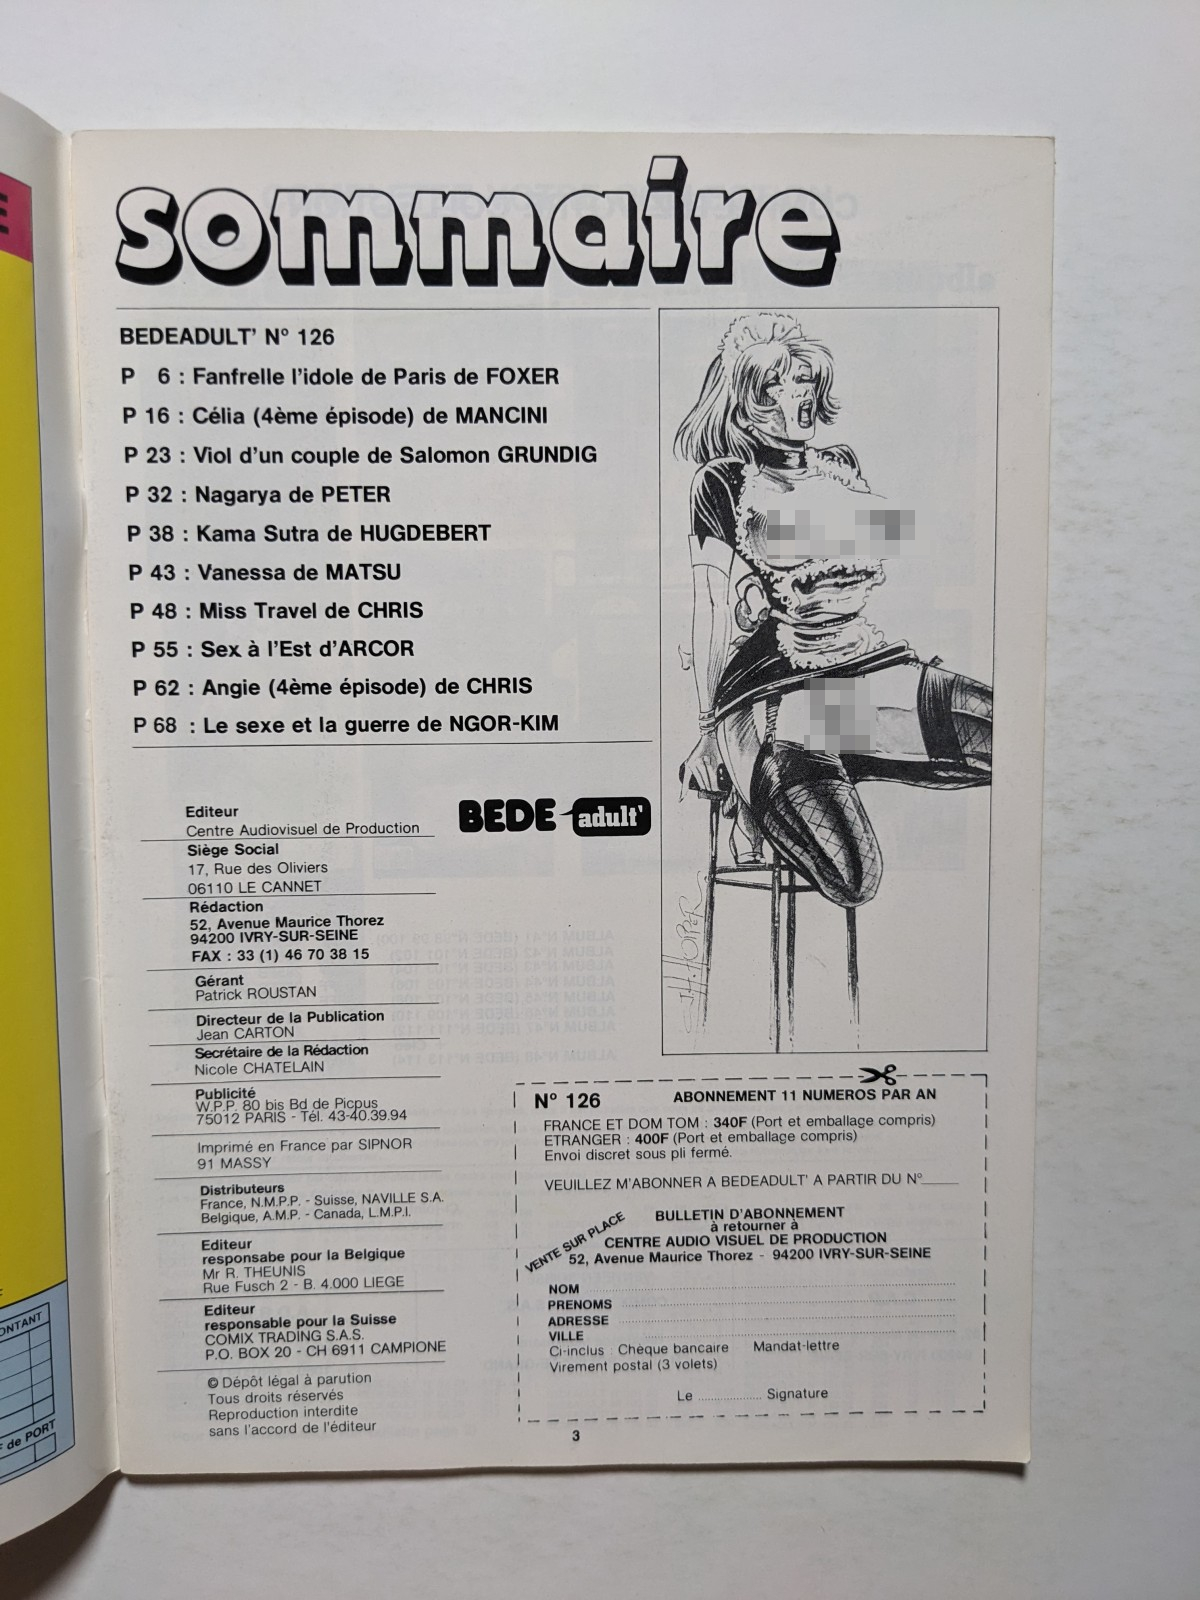 sommaire
BEDEADULT' N° 126
P 6 : Fanfrelle l'idole de Paris de FOXER
P 16 : Célia (4ème épisode) de MANCINI
P 23 : Viol d'un couple de Salomon GRUNDIG
P 32 : Nagarya de PETER
P 38 : Kama Sutra de HUGDEBERT
P 43 : Vanessa de MATSU
P 48 : Miss Travel de CHRIS
P 55 : Sex à l'Est d'ARCOR
P 62 : Angie (4ème épisode) de CHRIS
P 68 : Le sexe et la guerre de NGOR-KIM
BEDE adult'
Editeur
Centre Audiovisuel de Production
Siège Social
17, Rue des Oliviers
06110 LE CANNET
Rédaction
52, Avenue Maurice Thorez
94200 IVRY-SUR-SEINE
FAX : 33 (1) 46 70 38 15
Gérant
Patrick ROUSTAN
Directeur de la Publication
Jean CARTON
Secrétaire de la Rédaction
Nicole CHATELAIN
Publicité
W.P.P. 80 bis Bd de Picpus
75012 PARIS - Tél. 43-40.39.94
Imprimé en France par SIPNOR
91 MASSY
Distributeurs
France, N.M.P.P. - Suisse, NAVILLE S.A.
Belgique, A.M.P. - Canada, L.M.P.I.
Editeur
responsabe pour la Belgique
Mr R. THEUNIS
Rue Fusch 2 - B. 4.000 LIEGE
Editeur
responsable pour la Suisse
COMIX TRADING S.A.S.
P.O. BOX 20 - CH 6911 CAMPIONE
© Dépôt légal à parution
Tous droits réservés
Reproduction interdite
sans l'accord de l'éditeur
N° 126 ABONNEMENT 11 NUMEROS PAR AN
FRANCE ET DOM TOM : 340F (Port et emballage compris)
ETRANGER : 400F (Port et emballage compris)
Envoi discret sous pli fermé.
VEUILLEZ M'ABONNER A BEDEADULT' A PARTIR DU N°
VENTE SUR PLACE
BULLETIN D'ABONNEMENT
à retourner à
CENTRE AUDIO VISUEL DE PRODUCTION
52, Avenue Maurice Thorez - 94200 IVRY-SUR-SEINE
NOM
PRENOMS
ADRESSE
VILLE
Ci-inclus Chèque bancaire Mandat-lettre
Virement postal (3 volets)
Le .................. Signature
3
E
ONTANT
F de PORT